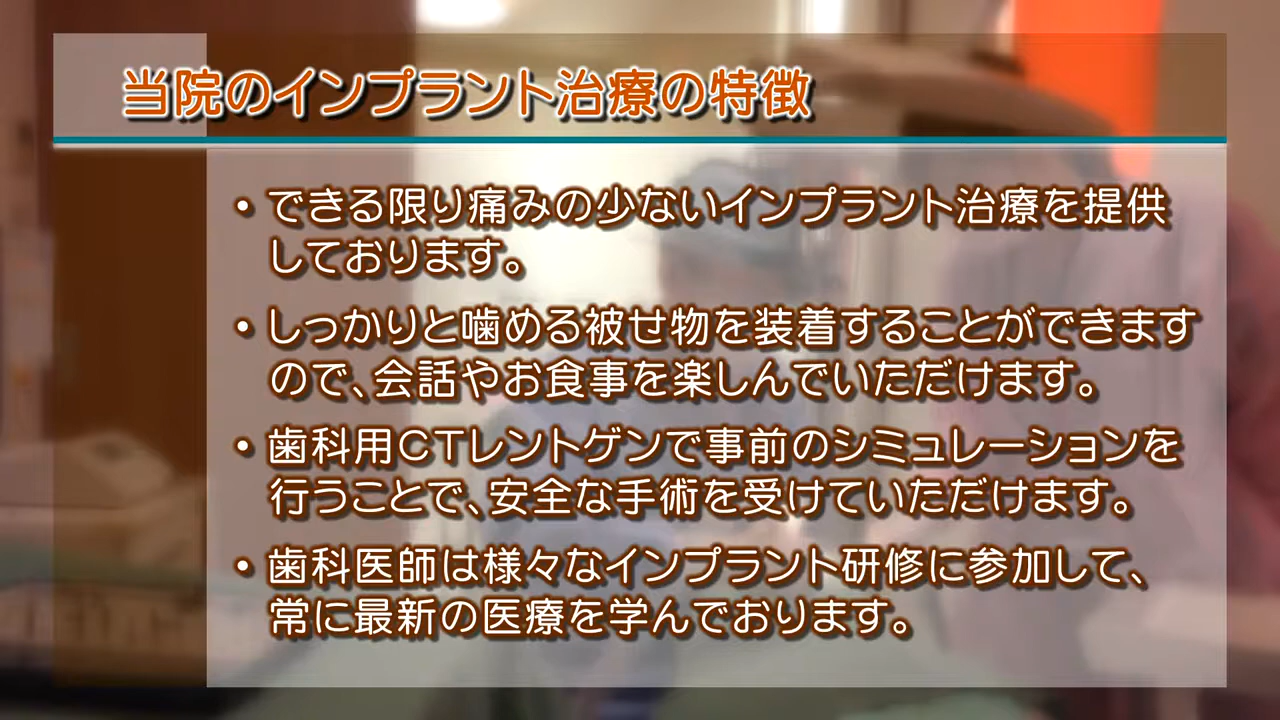 当院のインプラント治療の特徴
・できる限り痛みの少ないインプラント治療を提供
しております。
・しっかりと噛める被せ物を装着することができます
ので、会話やお食事を楽しんでいただけます。
・歯科用CTレントゲンで事前のシミュレーションを
行うことで、安全な手術を受けていただけます。
・歯科医師は様々なインプラント研修に参加して、
常に最新の医療を学んでおります。